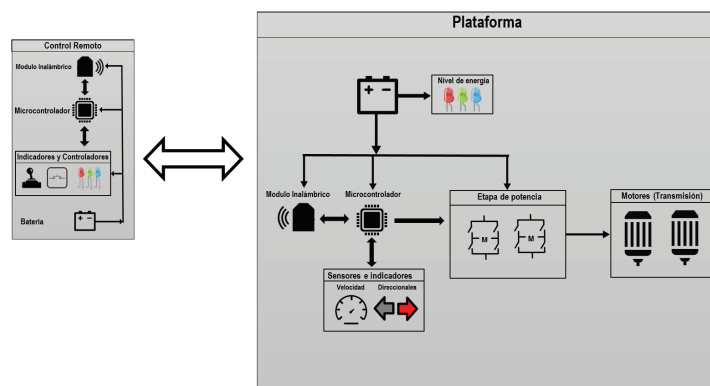 Control Remoto
Modulo Inalámbrico
Microcontrolador
Indicadores y Controladores
Batería
Plataforma
Nivel de energía
Modulo Inalámbrico
Microcontrolador
Etapa de potencia
M
M
Motores (Transmisión)
Sensores e indicadores
Velocidad
Direccionales